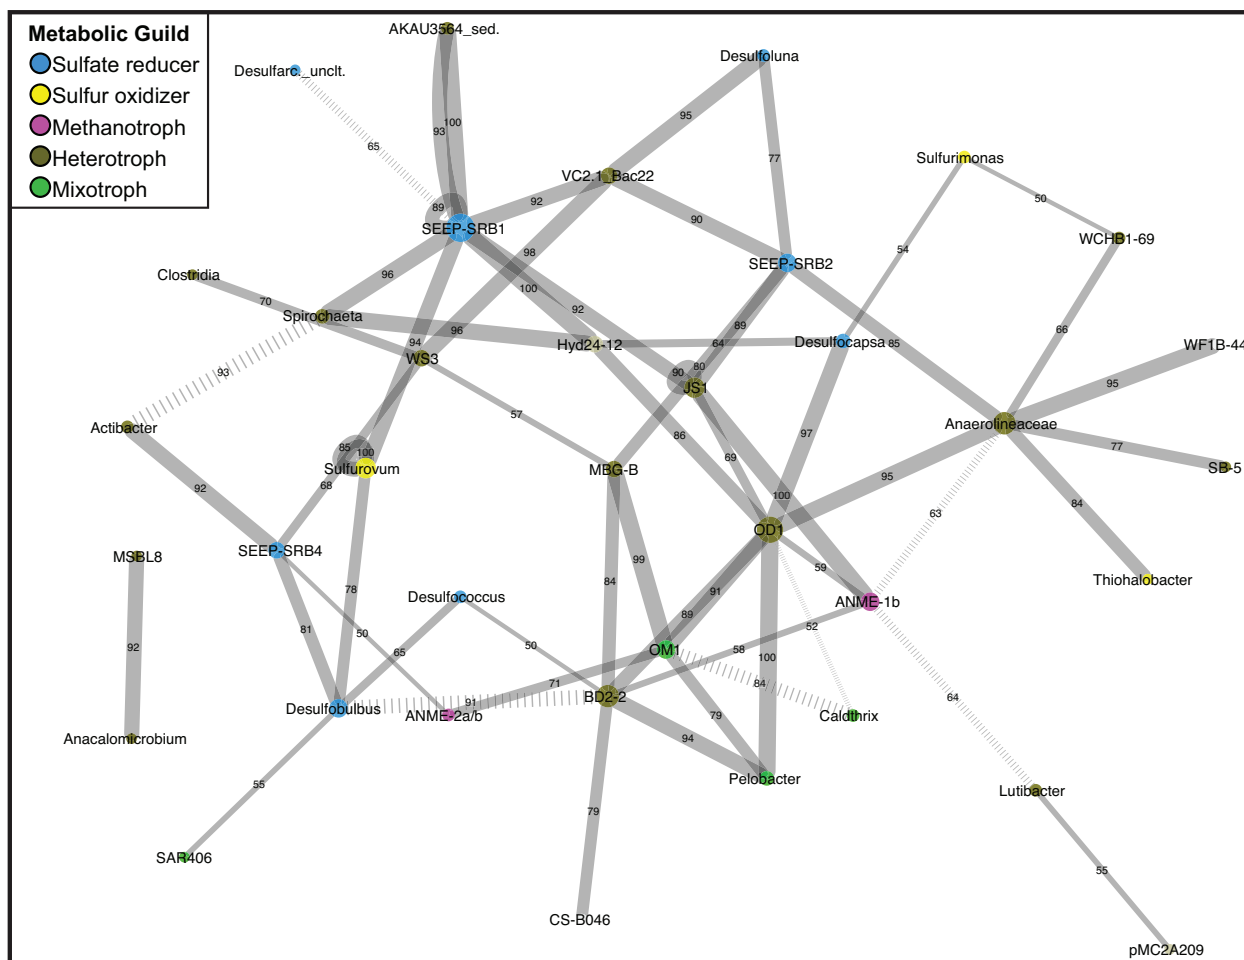 Metabolic Guild
Sulfate reducer
Sulfur oxidizer
Methanotroph
Heterotroph
Mixotroph
AKAU3564_sed.
Desulfarc._unclt.
Desulfoluna
65
93
100
95
77
Sulfurimonas
VC2.1_Bac22
50
89
92
SEEP-SRB1
90
WCHB1-69
98
54
SEEP-SRB2
Clostridia
96
70
100
92
Spirochaeta
96
89
66
94
Hyd24-12
64
Desulfocapsa
85
WF1B-44
WS3
93
90
80
JS1
95
57
Actibacter
86
97
Anaerolineaceae
85
100
69
77
Sulfurovum
MBG-B
SB-5
68
95
92
100
84
63
OD1
SEEP-SRB4
MSBL8
99
59
84
Thiohalobacter
78
91
Desulfococcus
ANME-1b
89
81
50
52
92
65
50
OM1
58
100
71
84
64
91
BD2-2
Desulfobulbus
ANME-2a/b
79
Caldthrix
Anacalomicrobium
94
55
Pelobacter
Lutibacter
79
SAR406
55
CS-B046
pMC2A209